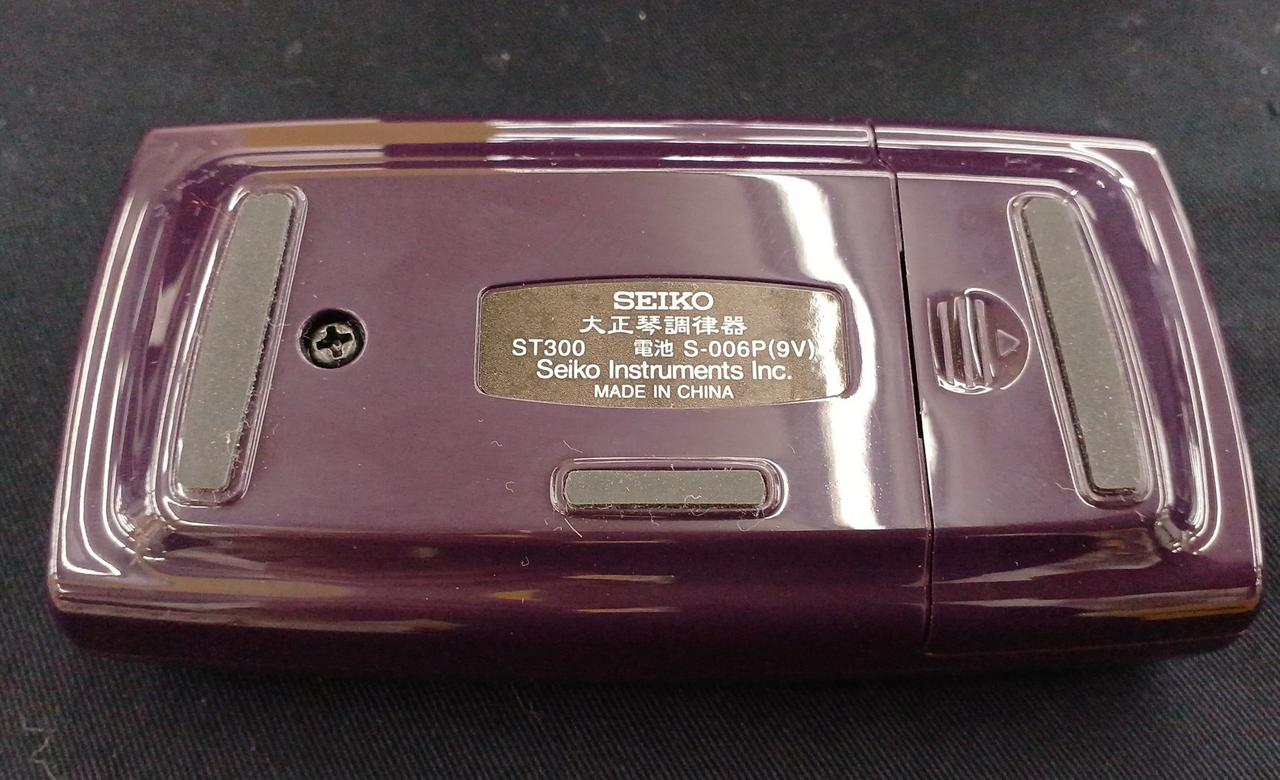 SEIKO
大正琴調律器
ST300 電池 S-006P(9V)
Seiko Instruments Inc.
MADE IN CHINA